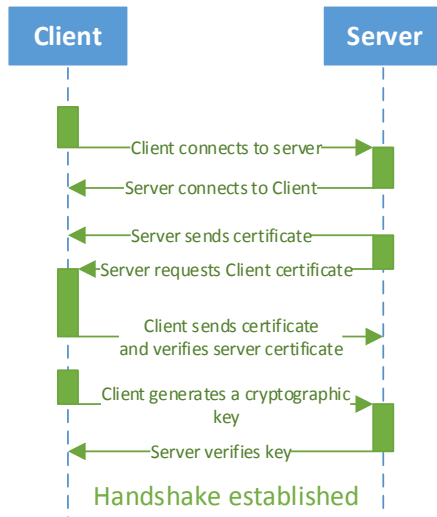 Client
Server
Client connects to server
Server connects to Client
Server sends certificate
Server requests Client certificate
Client sends certificate
and verifies server certificate
Client generates a cryptographic
key
Server verifies key
Handshake established